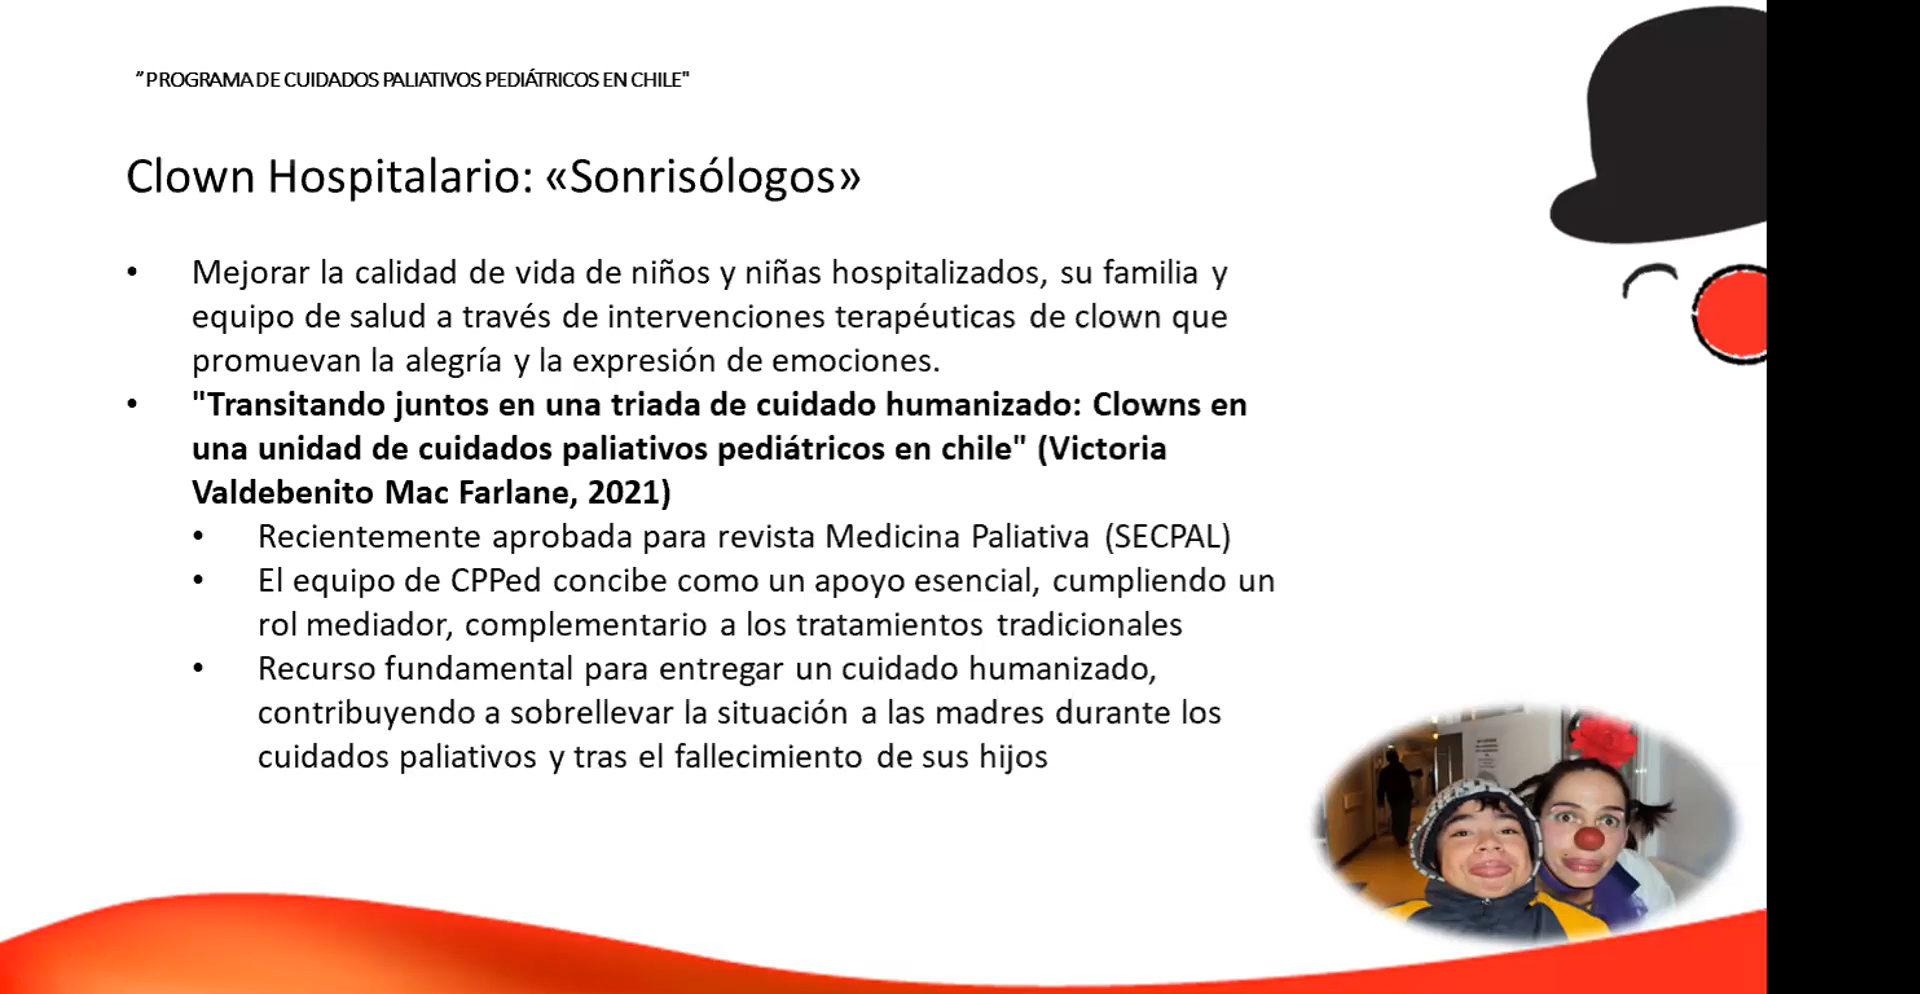 "PROGRAMA DE CUIDADOS PALIATIVOS PEDIÁTRICOS EN CHILE"
Clown Hospitalario: «Sonrisólogos»
• Mejorar la calidad de vida de niños y niñas hospitalizados, su familia y
equipo de salud a través de intervenciones terapéuticas de clown que
promuevan la alegría y la expresión de emociones.
• "Transitando juntos en una triada de cuidado humanizado: Clowns en
una unidad de cuidados paliativos pediátricos en chile" (Victoria
Valdebenito Mac Farlane, 2021)
• Recientemente aprobada para revista Medicina Paliativa (SECPAL)
• El equipo de CPPed concibe como un apoyo esencial, cumpliendo un
rol mediador, complementario a los tratamientos tradicionales
• Recurso fundamental para entregar un cuidado humanizado,
contribuyendo a sobrellevar la situación a las madres durante los
cuidados paliativos y tras el fallecimiento de sus hijos